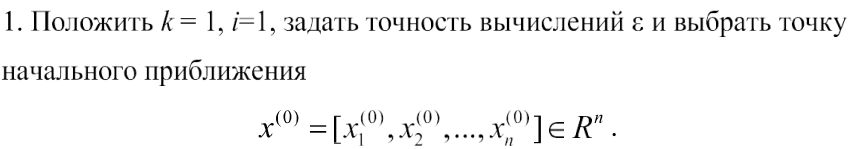 1. Положить k = 1, i=1, задать точность вычислений ε и выбрать точку
начального приближения
x^{(0)} = [x_1^{(0)}, x_2^{(0)}, ..., x_n^{(0)}] ∈ R^n .